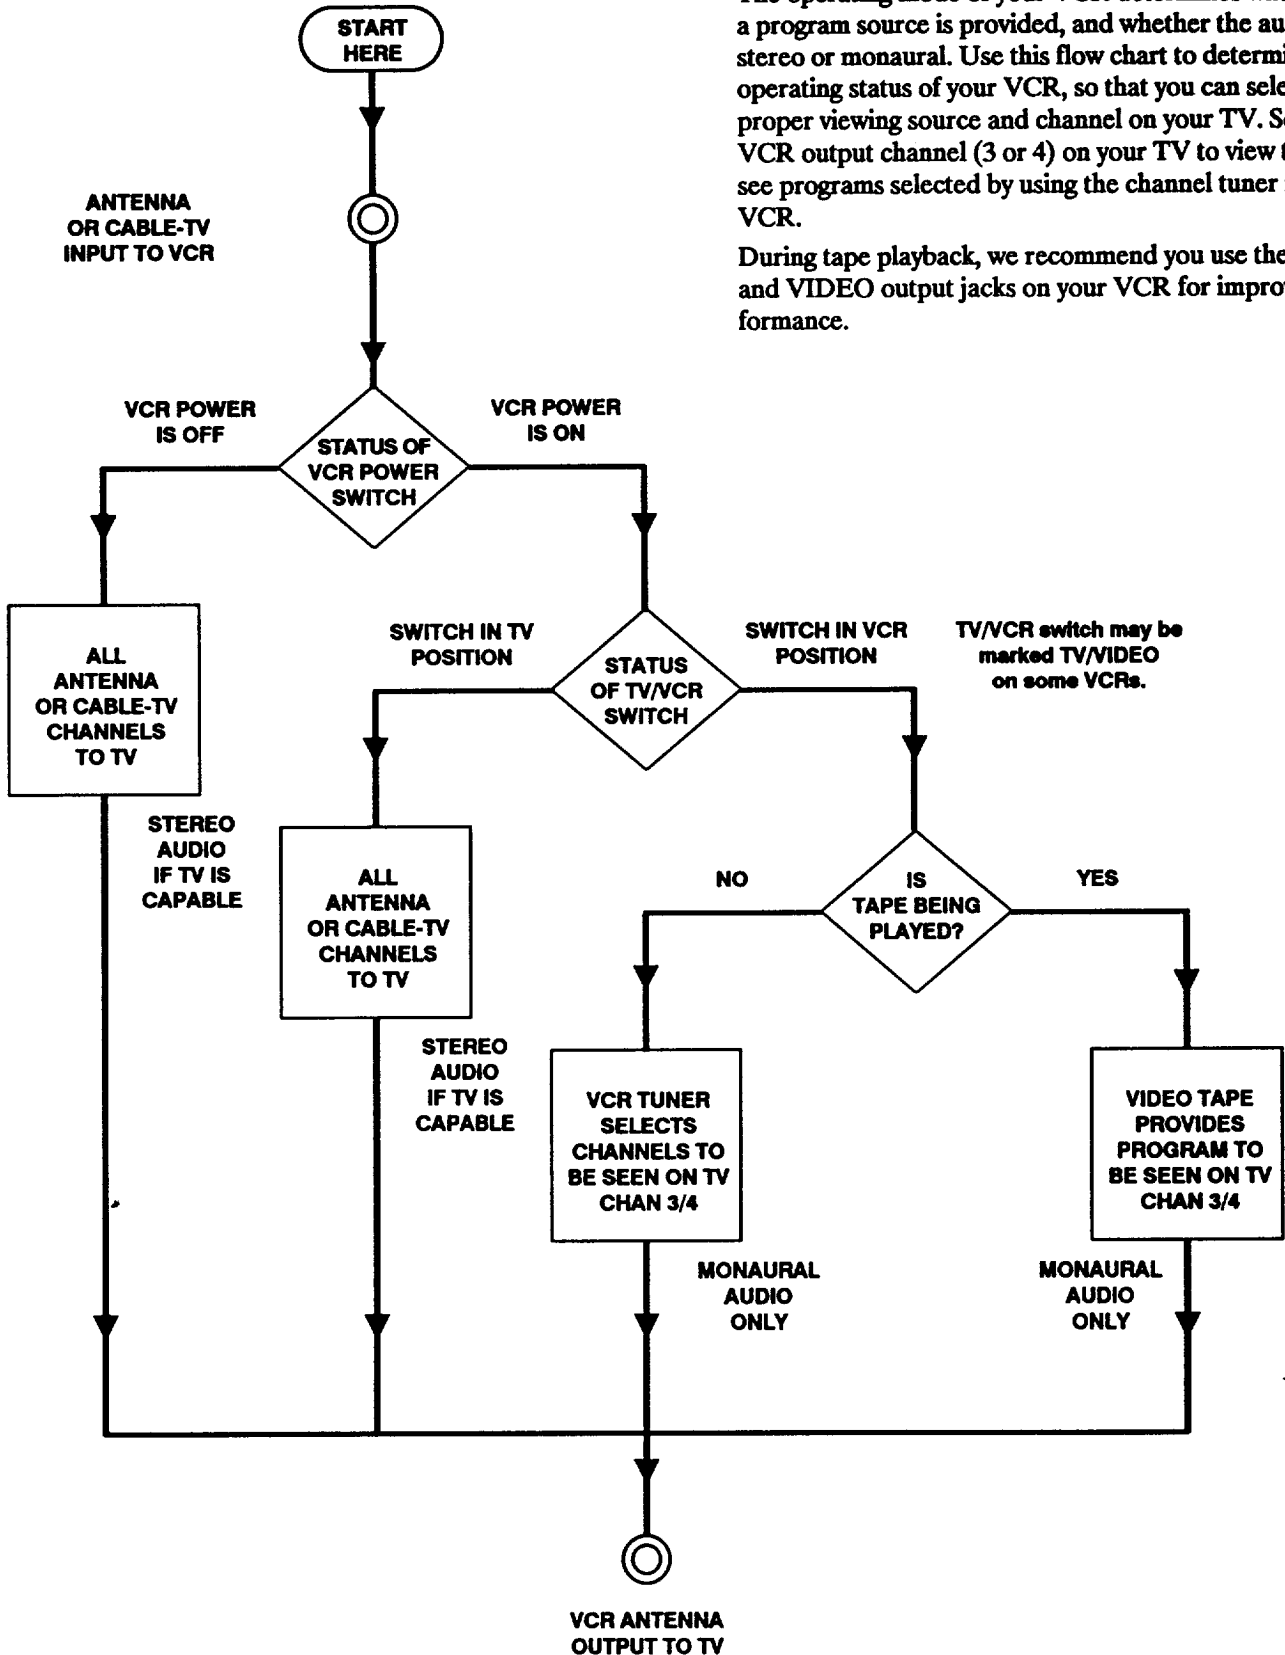 a program source is provided, and whether the au
stereo or monaural. Use this flow chart to determi
operating status of your VCR, so that you can sele
proper viewing source and channel on your TV. S
VCR output channel (3 or 4) on your TV to view t
see programs selected by using the channel tuner
VCR.
During tape playback, we recommend you use the
and VIDEO output jacks on your VCR for improv
formance.
START
HERE
ANTENNA
OR CABLE-TV
INPUT TO VCR
VCR POWER
IS OFF
STATUS OF
VCR POWER
SWITCH
VCR POWER
IS ON
ALL
ANTENNA
OR CABLE-TV
CHANNELS
TO TV
STEREO
AUDIO
IF TV IS
CAPABLE
SWITCH IN TV
POSITION
STATUS
OF TV/VCR
SWITCH
SWITCH IN VCR
POSITION
TV/VCR switch may be
marked TV/VIDEO
on some VCRs.
ALL
ANTENNA
OR CABLE-TV
CHANNELS
TO TV
STEREO
AUDIO
IF TV IS
CAPABLE
NO
IS
TAPE BEING
PLAYED?
YES
VCR TUNER
SELECTS
CHANNELS TO
BE SEEN ON TV
CHAN 3/4
MONAURAL
AUDIO
ONLY
VIDEO TAPE
PROVIDES
PROGRAM TO
BE SEEN ON TV
CHAN 3/4
MONAURAL
AUDIO
ONLY
VCR ANTENNA
OUTPUT TO TV